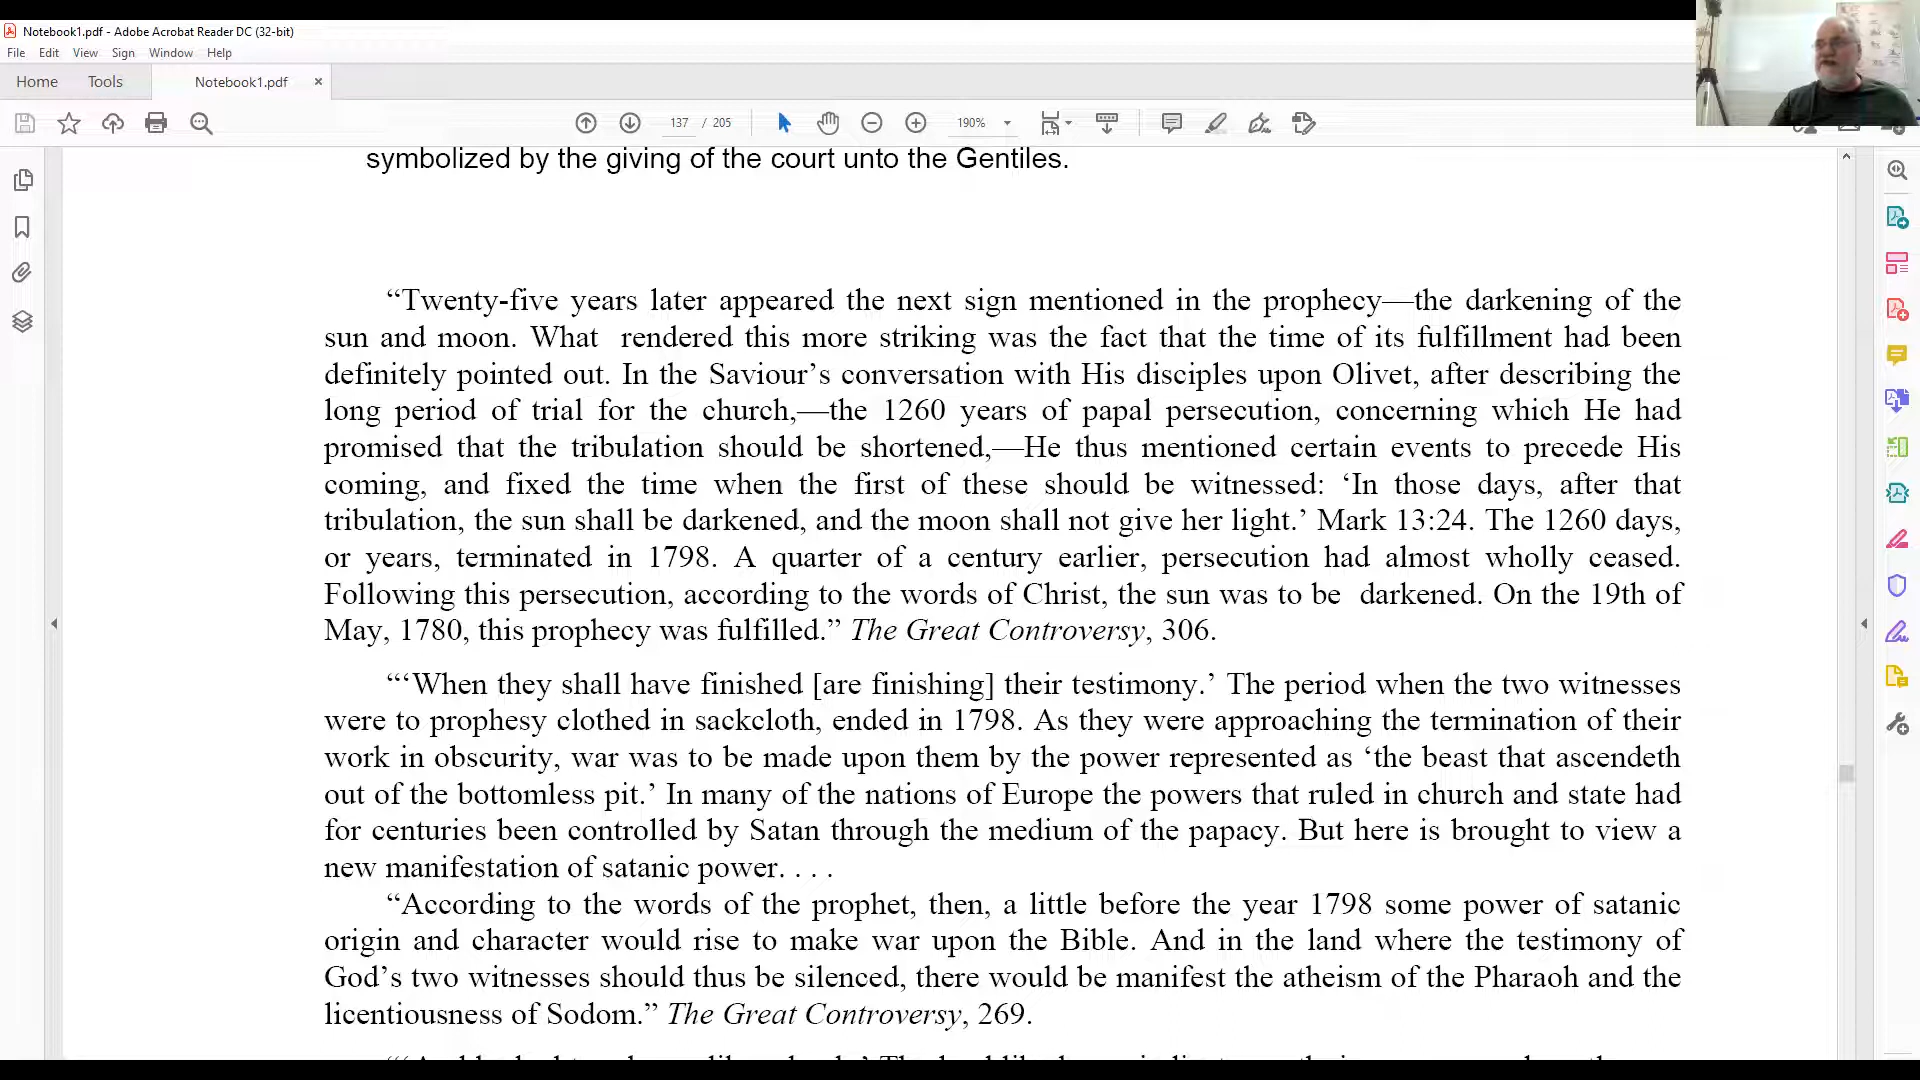 Notebook1.pdf - Adobe Acrobat Reader DC (32-bit)
File Edit View Sign Window Help
Home Tools Notebook1.pdf ×
137 / 205 190%
symbolized by the giving of the court unto the Gentiles.
“Twenty-five years later appeared the next sign mentioned in the prophecy—the darkening of the
sun and moon. What rendered this more striking was the fact that the time of its fulfillment had been
definitely pointed out. In the Saviour’s conversation with His disciples upon Olivet, after describing the
long period of trial for the church,—the 1260 years of papal persecution, concerning which He had
promised that the tribulation should be shortened,—He thus mentioned certain events to precede His
coming, and fixed the time when the first of these should be witnessed: ‘In those days, after that
tribulation, the sun shall be darkened, and the moon shall not give her light.’ Mark 13:24. The 1260 days,
or years, terminated in 1798. A quarter of a century earlier, persecution had almost wholly ceased.
Following this persecution, according to the words of Christ, the sun was to be darkened. On the 19th of
May, 1780, this prophecy was fulfilled.” The Great Controversy, 306.
“‘When they shall have finished [are finishing] their testimony.’ The period when the two witnesses
were to prophesy clothed in sackcloth, ended in 1798. As they were approaching the termination of their
work in obscurity, war was to be made upon them by the power represented as ‘the beast that ascendeth
out of the bottomless pit.’ In many of the nations of Europe the powers that ruled in church and state had
for centuries been controlled by Satan through the medium of the papacy. But here is brought to view a
new manifestation of satanic power. . . .
“According to the words of the prophet, then, a little before the year 1798 some power of satanic
origin and character would rise to make war upon the Bible. And in the land where the testimony of
God’s two witnesses should thus be silenced, there would be manifest the atheism of the Pharaoh and the
licentiousness of Sodom.” The Great Controversy, 269.